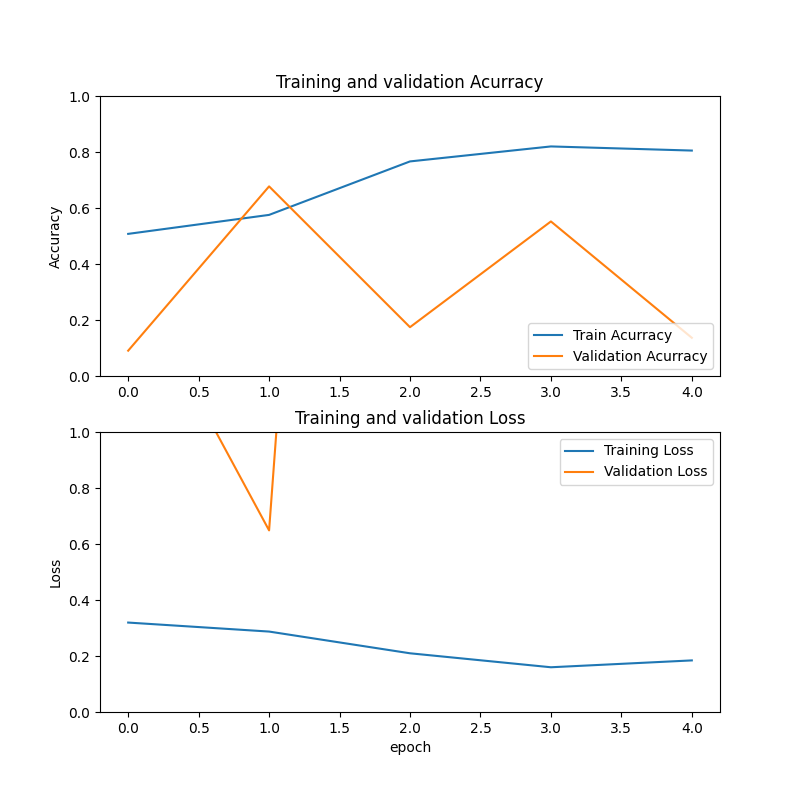 Training and validation Acurracy
1.0
0.8
0.6
0.4
0.2
0.0
Accuracy
Train Acurracy
Validation Acurracy
0.0 0.5 1.0 1.5 2.0 2.5 3.0 3.5 4.0
Training and validation Loss
1.0
0.8
0.6
0.4
0.2
0.0
Loss
Training Loss
Validation Loss
0.0 0.5 1.0 1.5 2.0 2.5 3.0 3.5 4.0
epoch